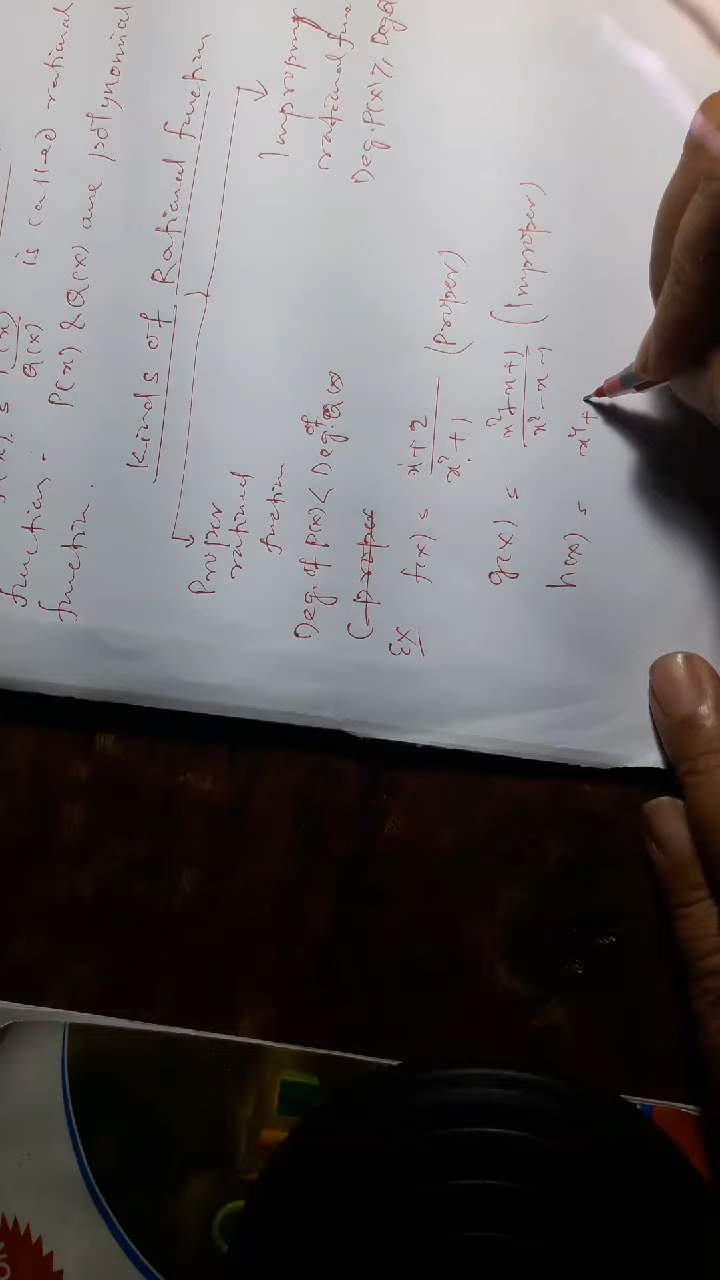 is called rational
function. P(x) & Q(x) are polynomial
function.
Kinds of Rational function
Proper rational function
Deg. of P(x) < Deg. of Q(x)
Improper rational
Deg. P(x) ≥ Deg
Ex f(x) = x+2 / x²+1 (Proper)
g(x) = x²+x+1 / x²-x-1 (Improper)
h(x) = x⁴+